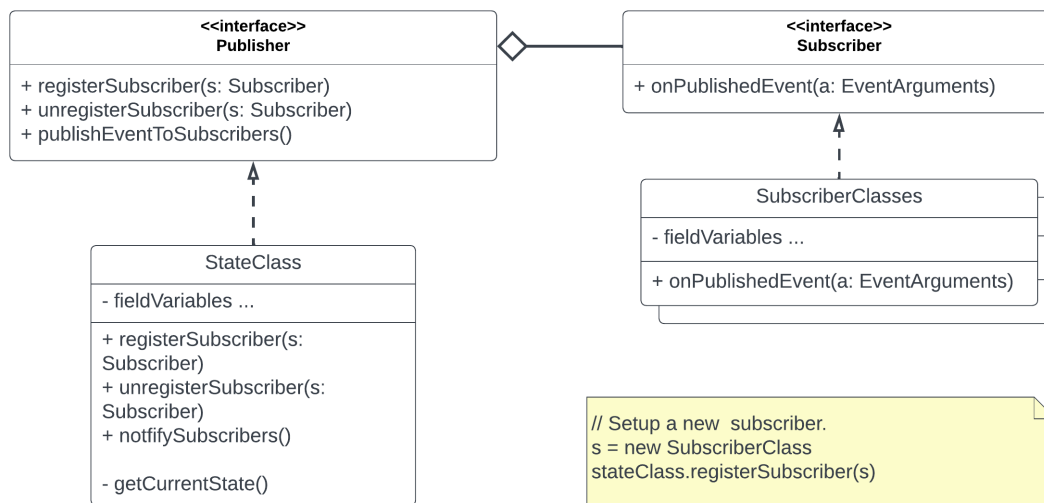 <<interface>>
Publisher
+ registerSubscriber(s: Subscriber)
+ unregisterSubscriber(s: Subscriber)
+ publishEventToSubscribers()
<<interface>>
Subscriber
+ onPublishedEvent(a: EventArguments)
StateClass
- fieldVariables ...
+ registerSubscriber(s:
Subscriber)
+ unregisterSubscriber(s:
Subscriber)
+ notfifySubscribers()
- getCurrentState()
SubscriberClasses
- fieldVariables ...
+ onPublishedEvent(a: EventArguments)
// Setup a new  subscriber.
s = new SubscriberClass
stateClass.registerSubscriber(s)